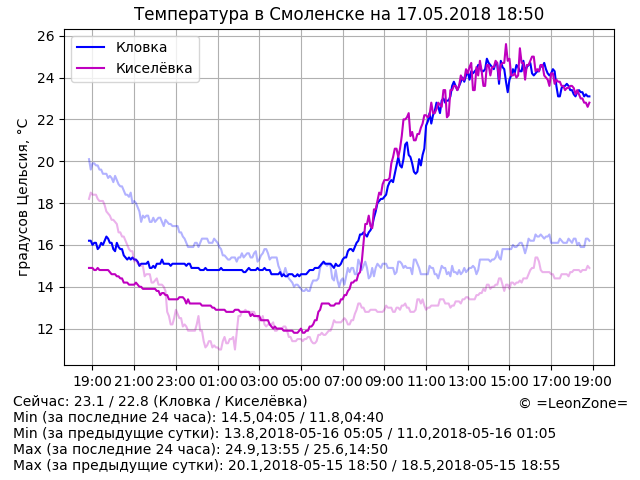 Температура в Смоленске на 17.05.2018 18:50
26
24
22
20
18
16
14
12
градусов Цельсия, °C
Кловка
Киселёвка
19:00 21:00 23:00 01:00 03:00 05:00 07:00 09:00 11:00 13:00 15:00 17:00 19:00
Сейчас: 23.1 / 22.8 (Кловка / Киселёвка)
© =LeonZone=
Min (за последние 24 часа): 14.5,04:05 / 11.8,04:40
Min (за предыдущие сутки): 13.8,2018-05-16 05:05 / 11.0,2018-05-16 01:05
Max (за последние 24 часа): 24.9,13:55 / 25.6,14:50
Max (за предыдущие сутки): 20.1,2018-05-15 18:50 / 18.5,2018-05-15 18:55